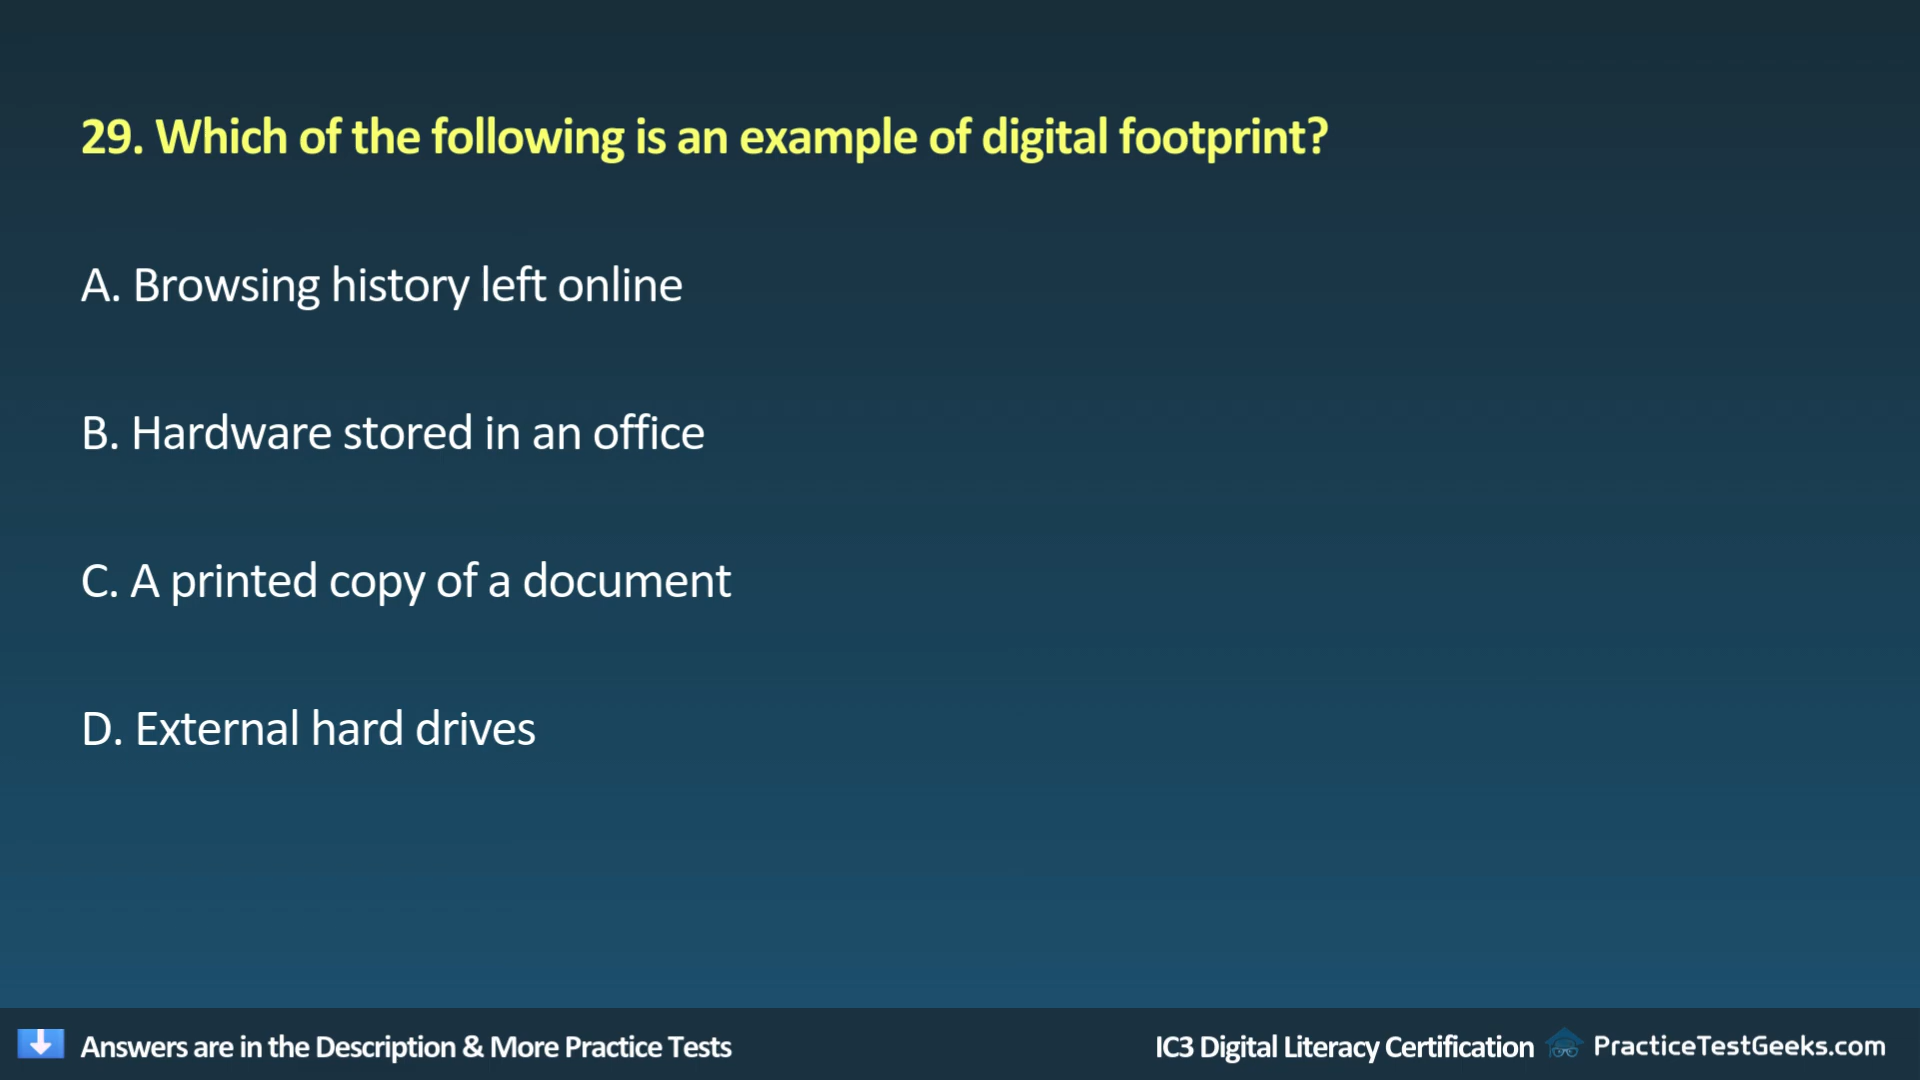 29. Which of the following is an example of digital footprint?
A. Browsing history left online
B. Hardware stored in an office
C. A printed copy of a document
D. External hard drives
Answers are in the Description & More Practice Tests
IC3 Digital Literacy Certification PracticeTestGeeks.com